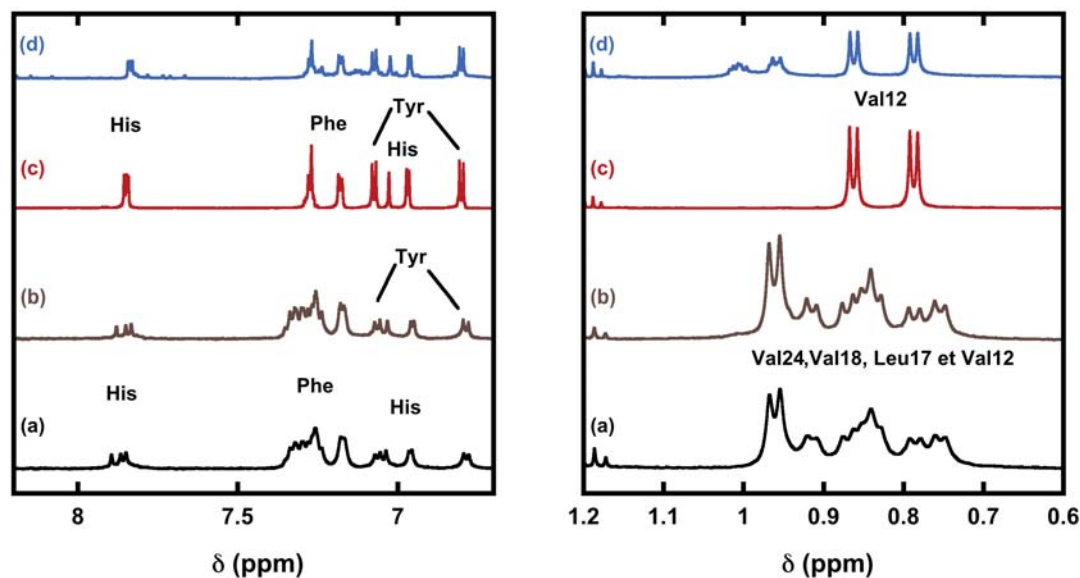 (d)
His
Phe
Tyr
His
(c)
Tyr
(b)
His
Phe
His
(a)
8
7.5
7
δ (ppm)
(d)
Val12
(c)
(b)
Val24,Val18, Leu17 et Val12
(a)
1.2
1.1
1
0.9
0.8
0.7
0.6
δ (ppm)